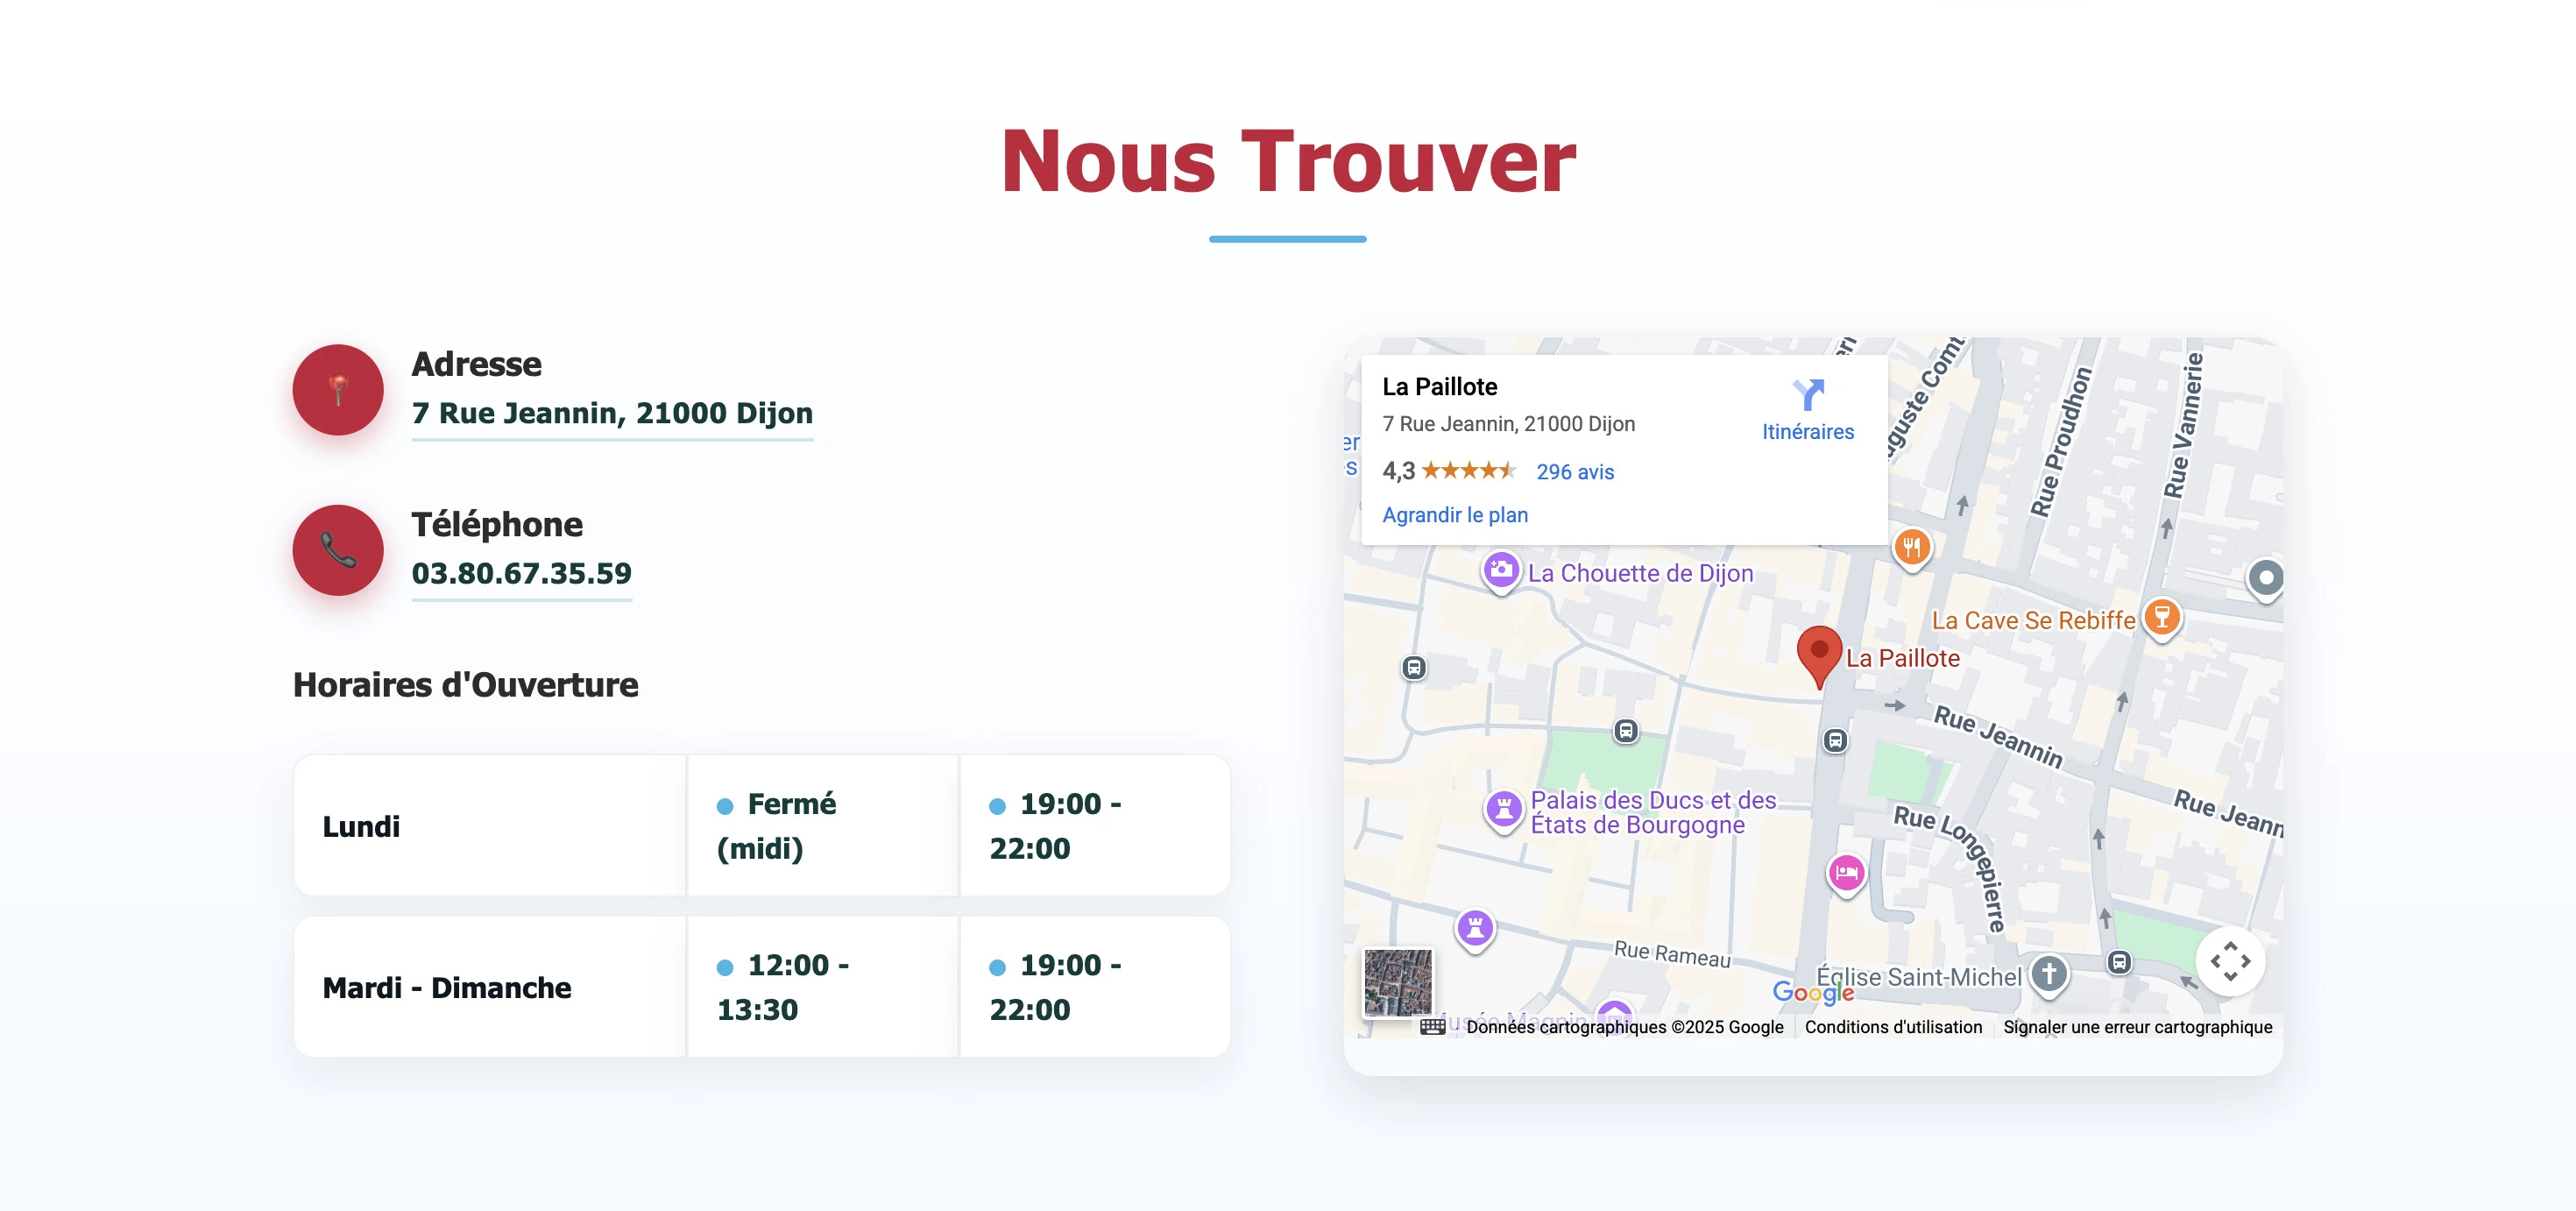 Nous Trouver
Adresse
7 Rue Jeannin, 21000 Dijon
Téléphone
03.80.67.35.59
Horaires d'Ouverture
Lundi
Fermé
(midi)
19:00 -
22:00
Mardi - Dimanche
12:00 -
13:30
19:00 -
22:00
La Paillote
7 Rue Jeannin, 21000 Dijon
4,3
296 avis
Agrandir le plan
Itinéraires
Rue Proudhon
Rue Vannerie
La Chouette de Dijon
La Cave Se Rebiffe
La Paillote
Rue Jeannin
Palais des Ducs et des
États de Bourgogne
Rue Longepierre
Rue Jeann
Rue Rameau
Église Saint-Michel
Google
Données cartographiques ©2025 Google
Conditions d'utilisation
Signaler une erreur cartographique